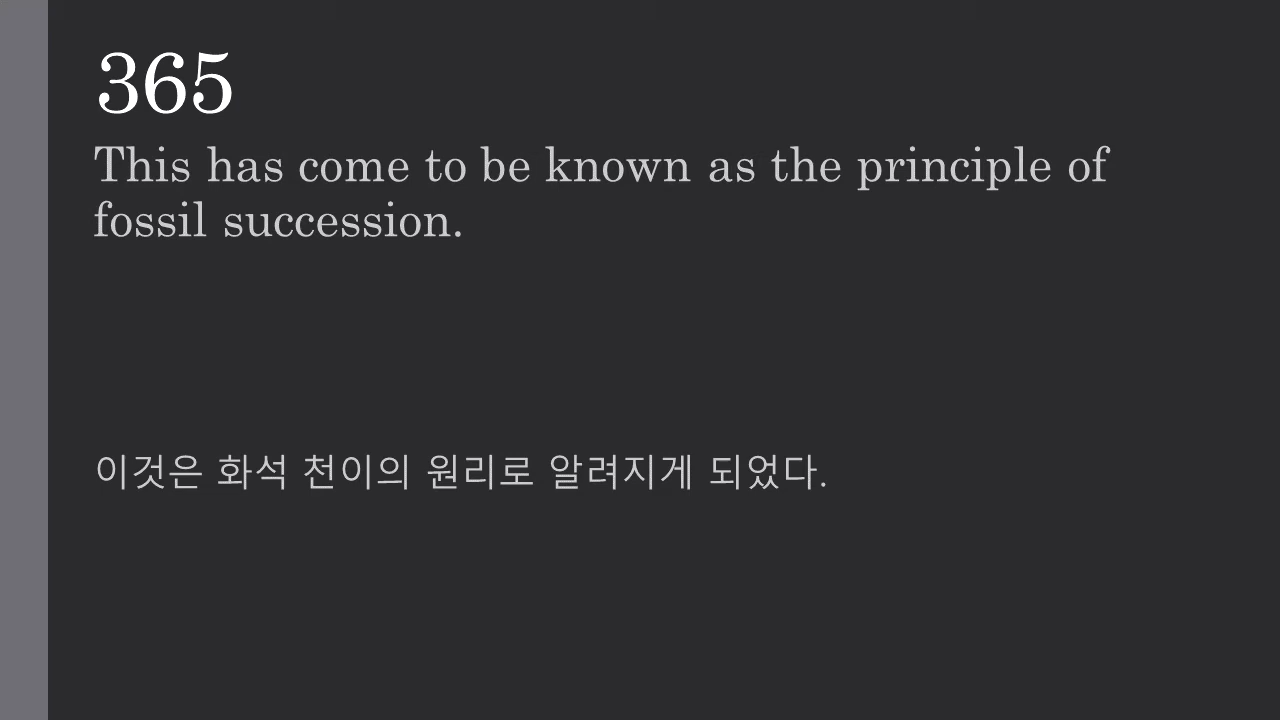 365
This has come to be known as the principle of
fossil succession.
이것은 화석 천이의 원리로 알려지게 되었다.